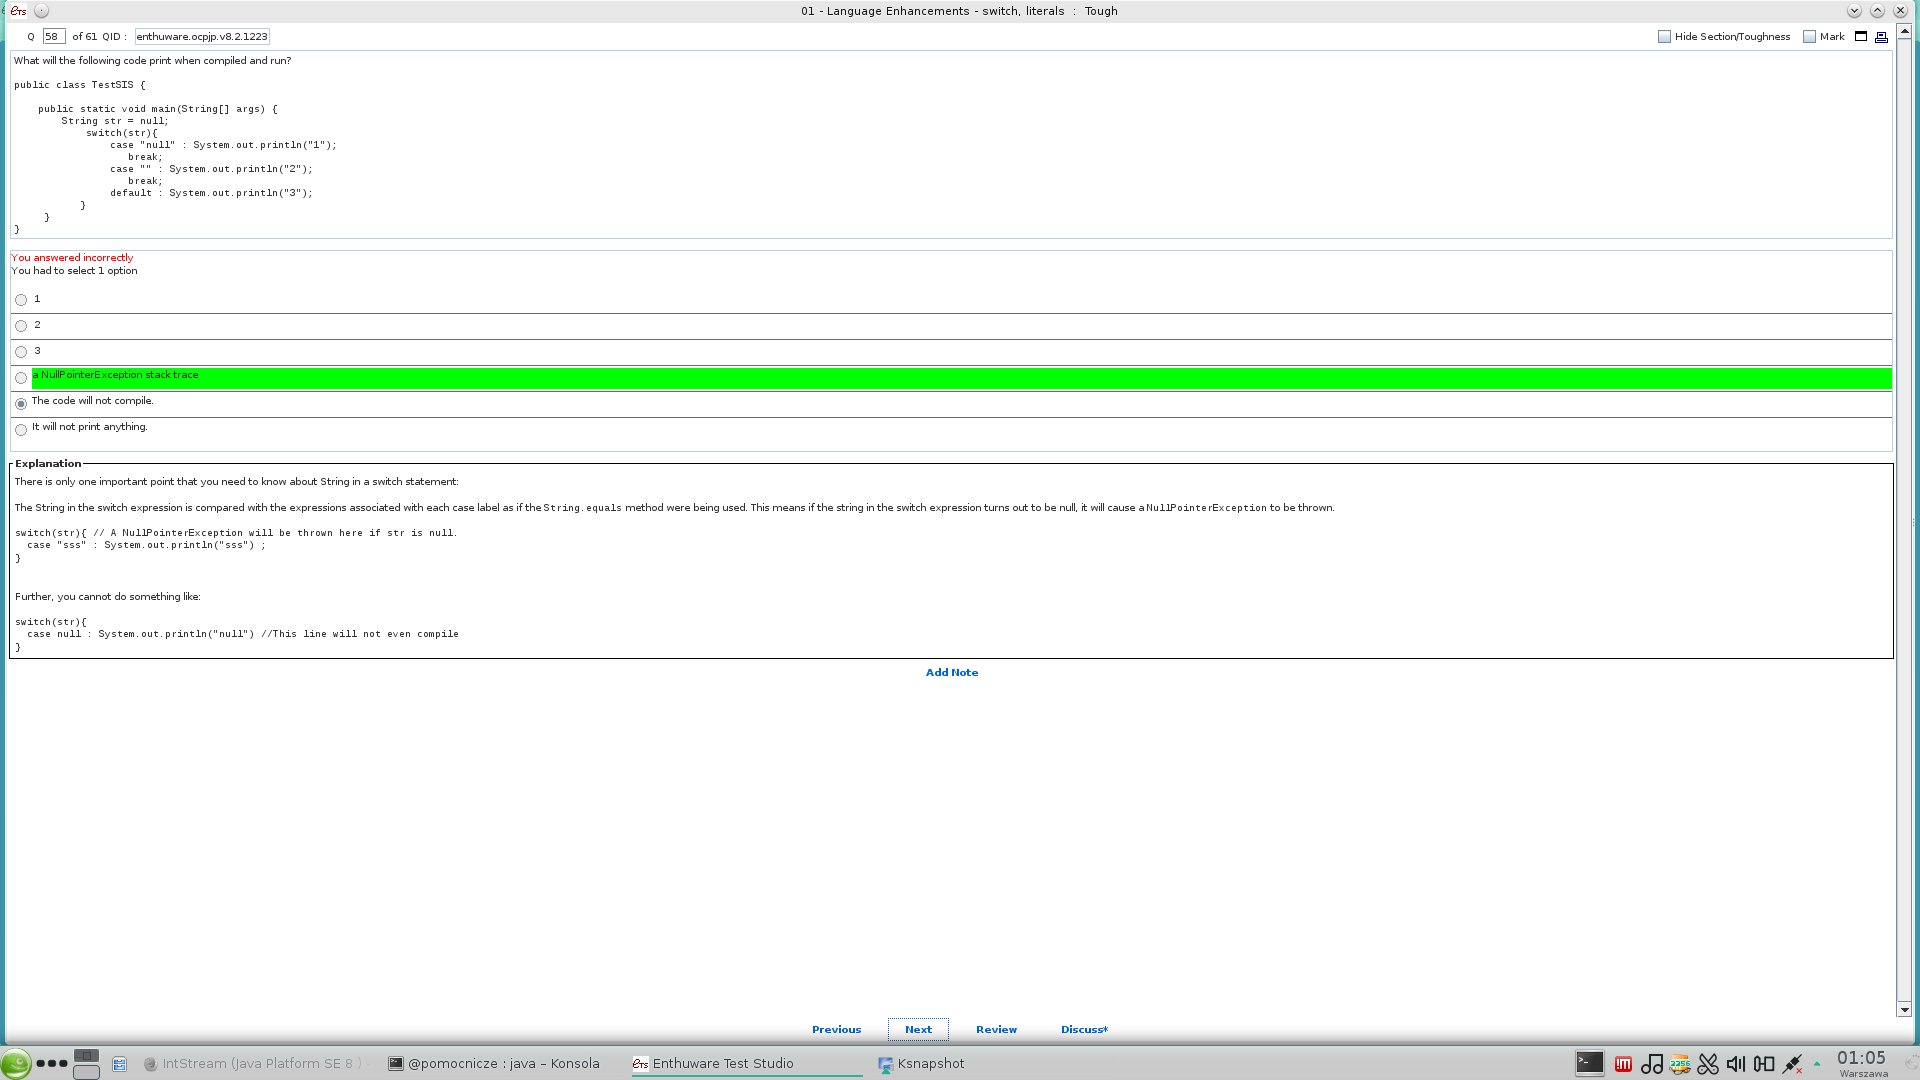 ETS
01 - Language Enhancements - switch, literals : Tough
Q 58 of 61 QID : enthuware.ocpjp.v8.2.1223 Hide Section/Toughness Mark
What will the following code print when compiled and run?
public class TestSIS {
public static void main(String[] args) {
String str = null;
switch(str){
case "null" : System.out.println("1");
break;
case "" : System.out.println("2");
break;
default : System.out.println("3");
}
}
}
You answered incorrectly
You had to select 1 option
1
2
3
a NullPointerException stack trace
The code will not compile.
It will not print anything.
Explanation
There is only one important point that you need to know about String in a switch statement:
The String in the switch expression is compared with the expressions associated with each case label as if the String.equals method were being used. This means if the string in the switch expression turns out to be null, it will cause a NullPointerException to be thrown.
switch(str){ // A NullPointerException will be thrown here if str is null.
case "sss" : System.out.println("sss") ;
}
Further, you cannot do something like:
switch(str){
case null : System.out.println("null") //This line will not even compile
}
Add Note
Previous Next Review Discuss*
IntStream (Java Platform SE 8 ) @pomocnicze : java – Konsola ETS Enthuware Test Studio Ksnapshot 01:05
Warszawa